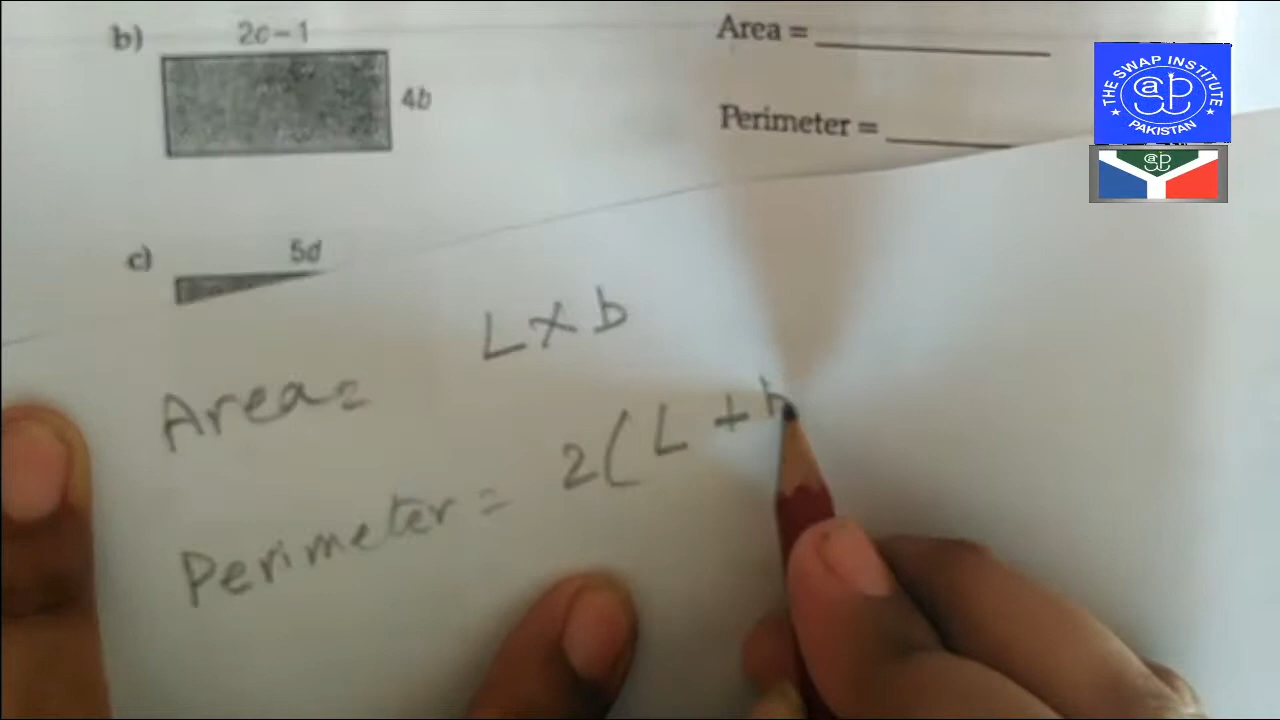 b)
2c-1
4b
Area =
Perimeter =
THE SWAP INSTITUTE
PAKISTAN
c)
5d
L×b
Area=
Perimeter = 2(L+b